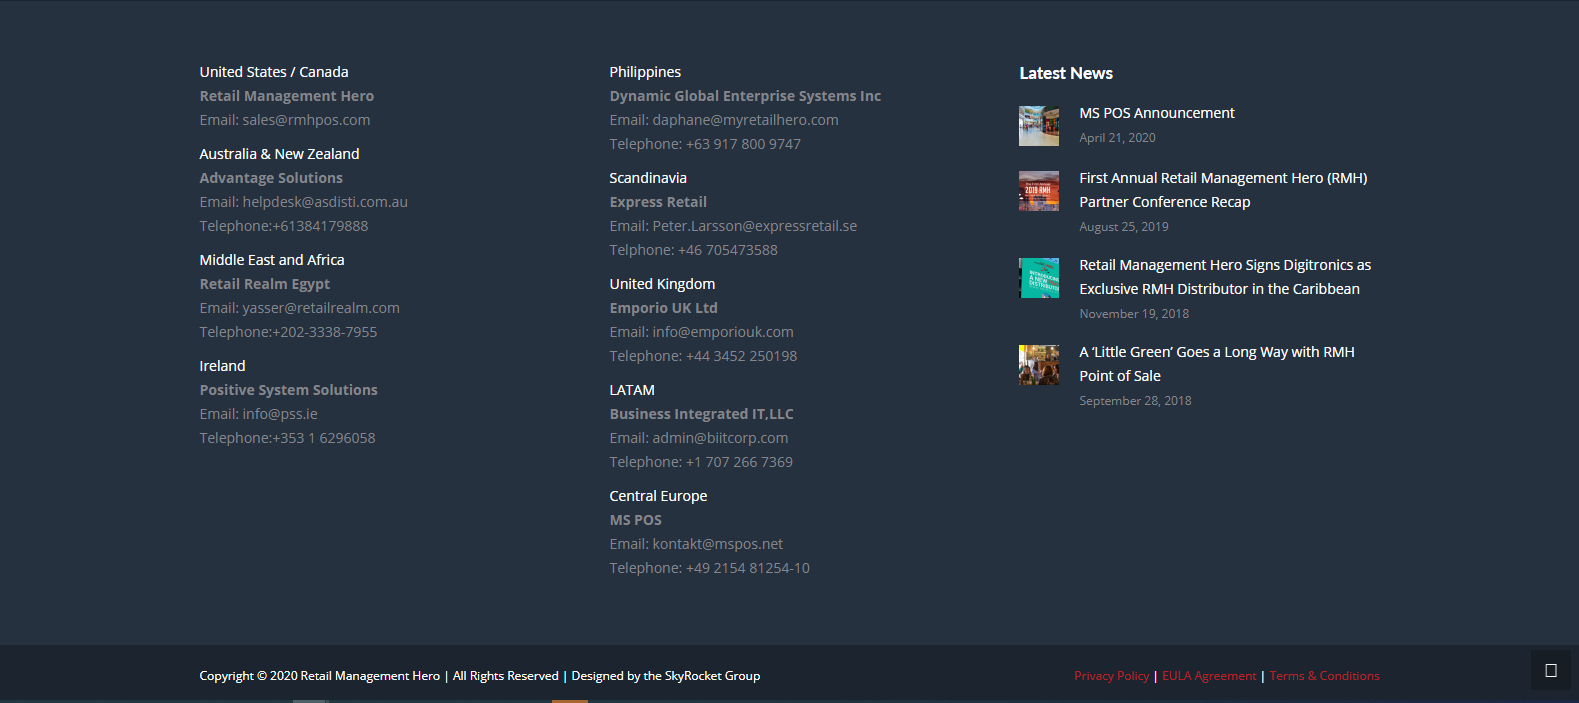 United States / Canada
Retail Management Hero
Email: sales@rmhpos.com
Australia & New Zealand
Advantage Solutions
Email: helpdesk@asdisti.com.au
Telephone:+61384179888
Middle East and Africa
Retail Realm Egypt
Email: yasser@retailrealm.com
Telephone:+202-3338-7955
Ireland
Positive System Solutions
Email: info@pss.ie
Telephone:+353 1 6296058
Philippines
Dynamic Global Enterprise Systems Inc
Email: daphane@myretailhero.com
Telephone: +63 917 800 9747
Scandinavia
Express Retail
Email: Peter.Larsson@expressretail.se
Telphone: +46 705473588
United Kingdom
Emporio UK Ltd
Email: info@emporiouk.com
Telephone: +44 3452 250198
LATAM
Business Integrated IT,LLC
Email: admin@biitcorp.com
Telephone: +1 707 266 7369
Central Europe
MS POS
Email: kontakt@mspos.net
Telephone: +49 2154 81254-10
Latest News
MS POS Announcement
April 21, 2020
2019 RMH
First Annual Retail Management Hero (RMH)
Partner Conference Recap
August 25, 2019
INTRODUCING
A NEW
DISTRIBUTOR
Retail Management Hero Signs Digitronics as
Exclusive RMH Distributor in the Caribbean
November 19, 2018
A ‘Little Green’ Goes a Long Way with RMH
Point of Sale
September 28, 2018
Copyright © 2020 Retail Management Hero | All Rights Reserved | Designed by the SkyRocket Group
Privacy Policy | EULA Agreement | Terms & Conditions